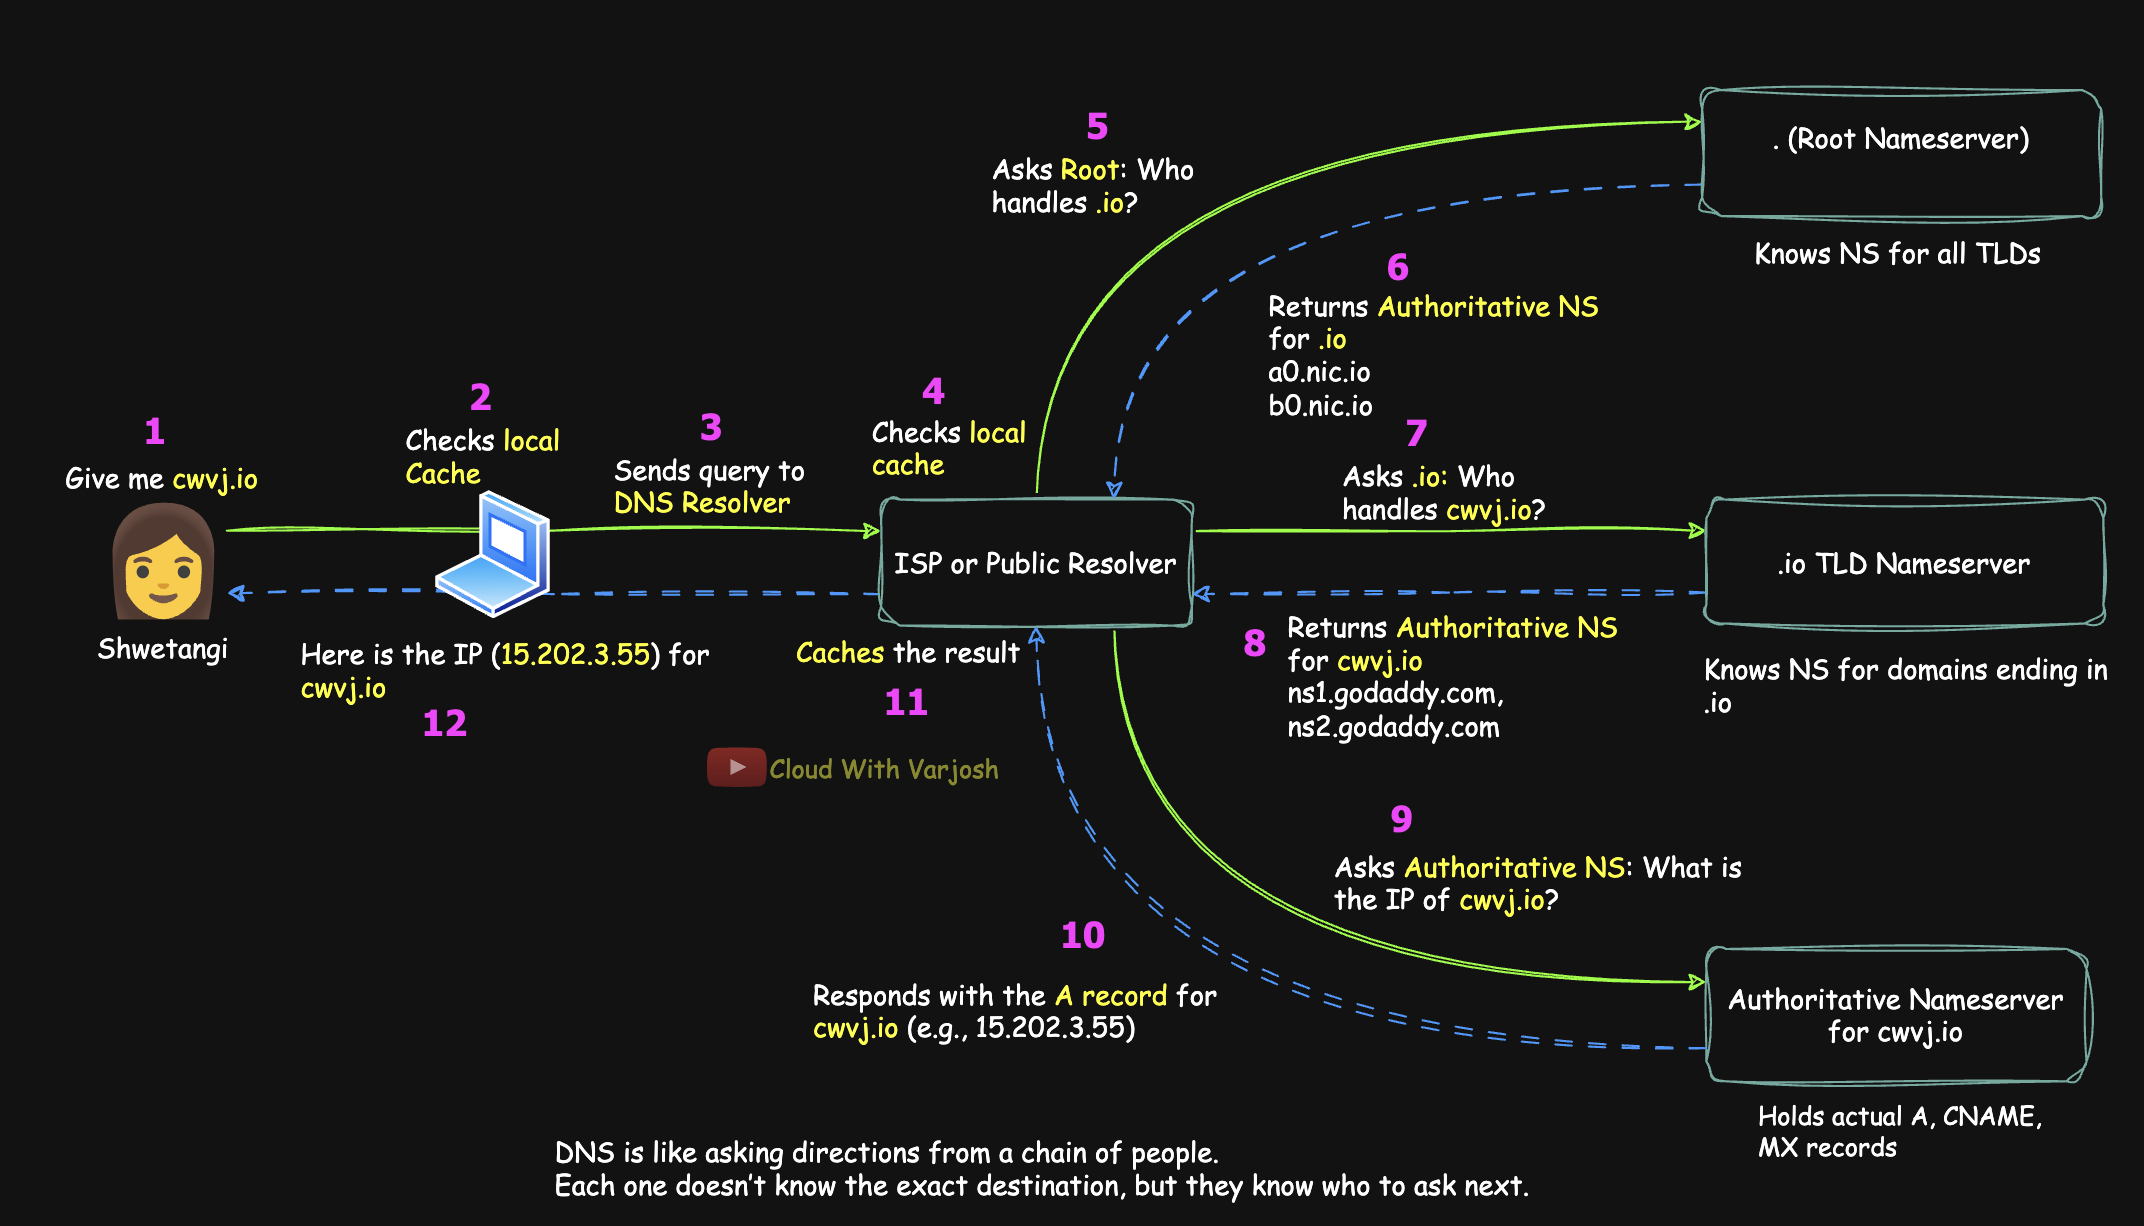 1
Give me cwvj.io
Shwetangi
2
Checks local
Cache
3
Sends query to
DNS Resolver
4
Checks local
cache
ISP or Public Resolver
5
Asks Root: Who
handles .io?
. (Root Nameserver)
Knows NS for all TLDs
6
Returns Authoritative NS
for .io
a0.nic.io
b0.nic.io
7
Asks .io: Who
handles cwvj.io?
.io TLD Nameserver
Knows NS for domains ending in
.io
8
Returns Authoritative NS
for cwvj.io
ns1.godaddy.com,
ns2.godaddy.com
9
Asks Authoritative NS: What is
the IP of cwvj.io?
Authoritative Nameserver
for cwvj.io
Holds actual A, CNAME,
MX records
10
Responds with the A record for
cwvj.io (e.g., 15.202.3.55)
Caches the result
11
Here is the IP (15.202.3.55) for
cwvj.io
12
Cloud With Varjosh
DNS is like asking directions from a chain of people.
Each one doesn't know the exact destination, but they know who to ask next.